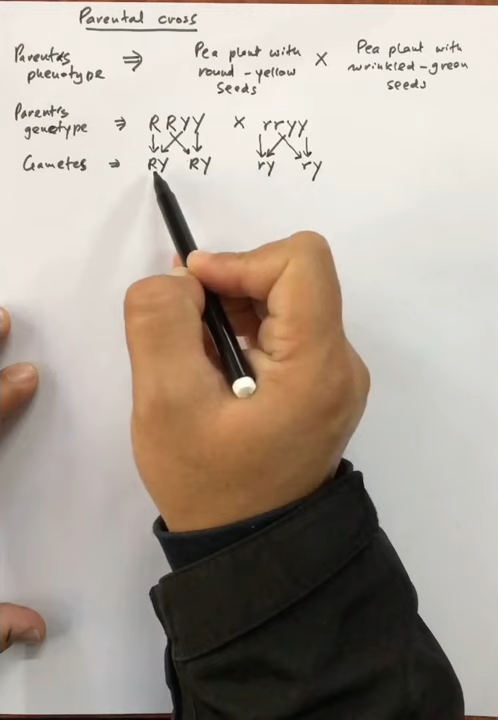 Parental cross
Parents phenotype ⇒ Pea plant with round-yellow seeds × Pea plant with wrinkled-green seeds
Parents genotype ⇒ RRYY × rryy
Gametes ⇒ RY RY ry ry